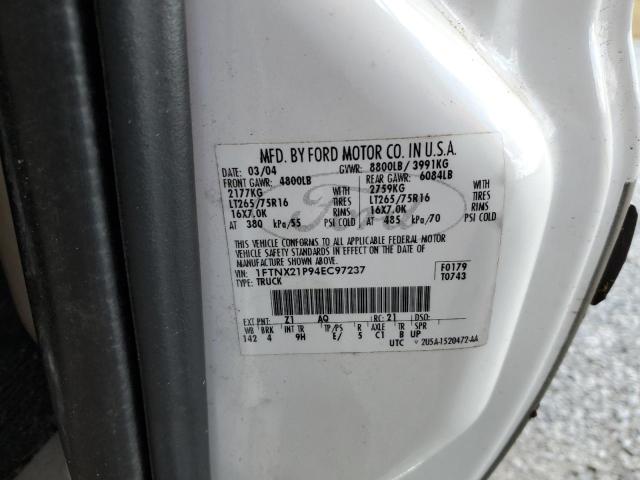 MFD. BY FORD MOTOR CO. IN U.S.A.
DATE: 03/04 GVWR: 8800LB/ 3991KG
FRONT GAWR: 4800LB REAR GAWR: 6084LB
2177KG WITH 2759KG WITH
LT265/75R16 TIRES LT265/75R16 TIRES
16X7.0K RIMS 16X7.0K RIMS
AT 380 kPa/55 PSI COLD AT 485 kPa/70 PSI COLD
Ford
THIS VEHICLE CONFORMS TO ALL APPLICABLE FEDERAL MOTOR
VEHICLE SAFETY STANDARDS IN EFFECT ON THE DATE OF
MANUFACTURE SHOWN ABOVE.
VIN: 1FTNX21P94EC97237 F0179
TYPE: TRUCK T0743
EXT PNT: Z1 AQ RC: 21 DSO:
WB BRK INT TR TP/PS R AXLE TR SPR
142 4 9H E/ 5 C1 B UP
UTC 2U5A-1520472-AA